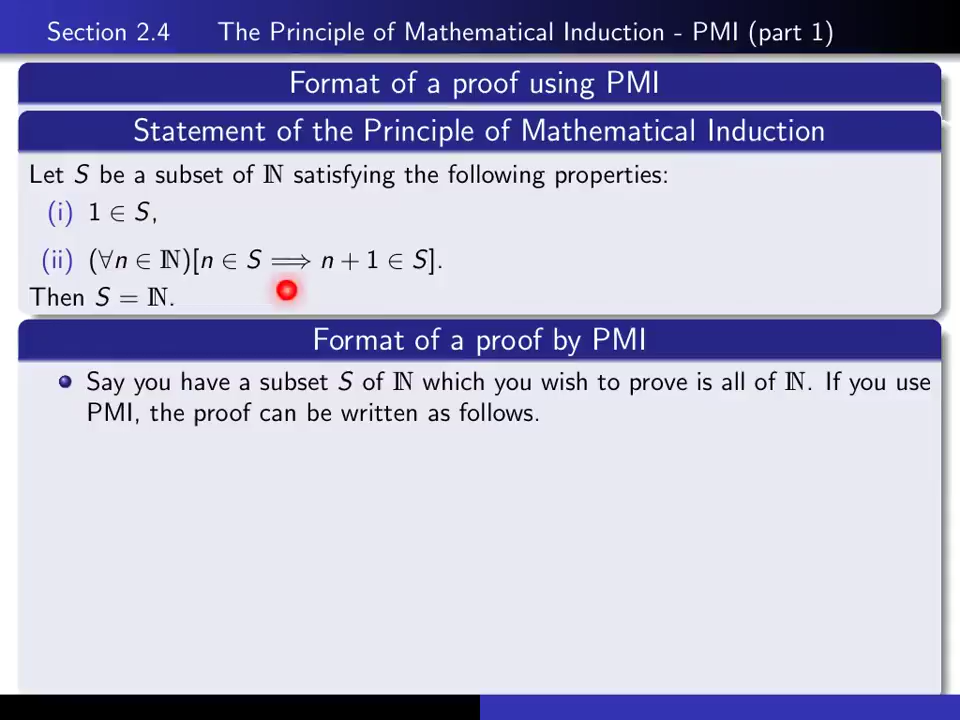 Section 2.4 The Principle of Mathematical Induction - PMI (part 1)
Format of a proof using PMI
Statement of the Principle of Mathematical Induction
Let S be a subset of ℕ satisfying the following properties:
(i) 1 ∈ S,
(ii) (∀n ∈ ℕ)[n ∈ S ⟹ n + 1 ∈ S].
Then S = ℕ.
Format of a proof by PMI
Say you have a subset S of ℕ which you wish to prove is all of ℕ. If you use
PMI, the proof can be written as follows.